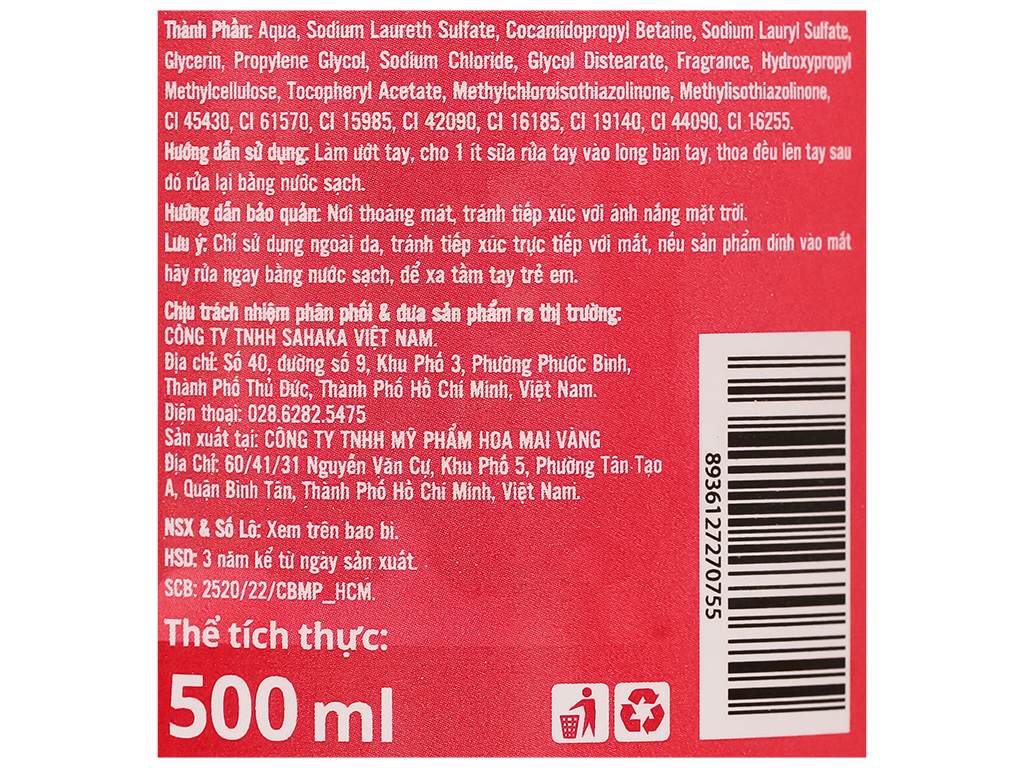 Thành Phần: Aqua, Sodium Laureth Sulfate, Cocamidopropyl Betaine, Sodium Lauryl Sulfate,
Glycerin, Propylene Glycol, Sodium Chloride, Glycol Distearate, Fragrance, Hydroxypropyl
Methylcellulose, Tocopheryl Acetate, Methylchloroisothiazolinone, Methylisothiazolinone,
CI 45430, CI 61570, CI 15985, CI 42090, CI 16185, CI 19140, CI 44090, CI 16255.
Hướng dẫn sử dụng: Làm ướt tay, cho 1 ít sữa rửa tay vào lòng bàn tay, thoa đều lên tay sau
đó rửa lại bằng nước sạch.
Hướng dẫn bảo quản: Nơi thoáng mát, tránh tiếp xúc với ánh nắng mặt trời.
Lưu ý: Chỉ sử dụng ngoài da, tránh tiếp xúc trực tiếp với mắt, nếu sản phẩm dính vào mắt
hãy rửa ngay bằng nước sạch, để xa tầm tay trẻ em.
Chịu trách nhiệm phân phối & đưa sản phẩm ra thị trường:
CÔNG TY TNHH SAHAKA VIỆT NAM.
Địa chỉ: Số 40, đường số 9, Khu Phố 3, Phường Phước Bình,
Thành Phố Thủ Đức, Thành Phố Hồ Chí Minh, Việt Nam.
Điện thoại: 028.6282.5475
Sản xuất tại: CÔNG TY TNHH MỸ PHẨM HOA MAI VÀNG
Địa Chỉ: 60/41/31 Nguyễn Văn Cự, Khu Phố 5, Phường Tân Tạo
A, Quận Bình Tân, Thành Phố Hồ Chí Minh, Việt Nam.
NSX & Số Lô: Xem trên bao bì.
HSD: 3 năm kể từ ngày sản xuất.
SCB: 2520/22/CBMP_HCM.
Thể tích thực:
500 ml
8936127270755